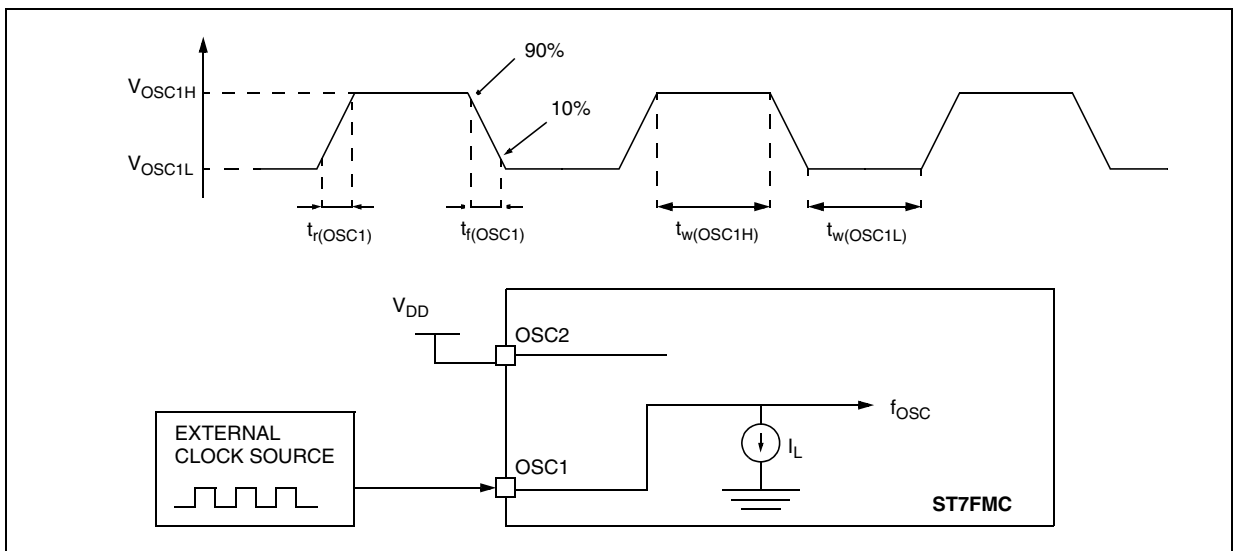 90%
VOSC1H
10%
VOSC1L
tr(OSC1)
tf(OSC1)
tw(OSC1H)
tw(OSC1L)
VDD
OSC2
fOSC
EXTERNAL
CLOCK SOURCE
IL
OSC1
ST7FMC